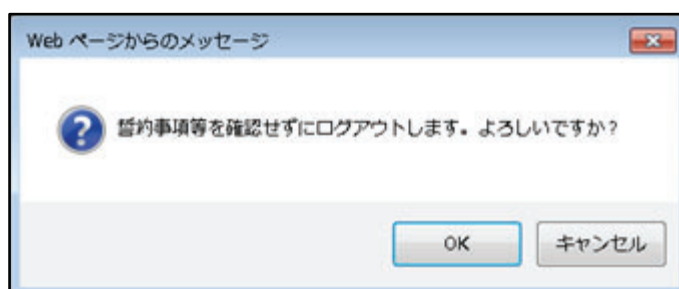 Web ページからのメッセージ
誓約事項等を確認せずにログアウトします。よろしいですか?
OK
キャンセル